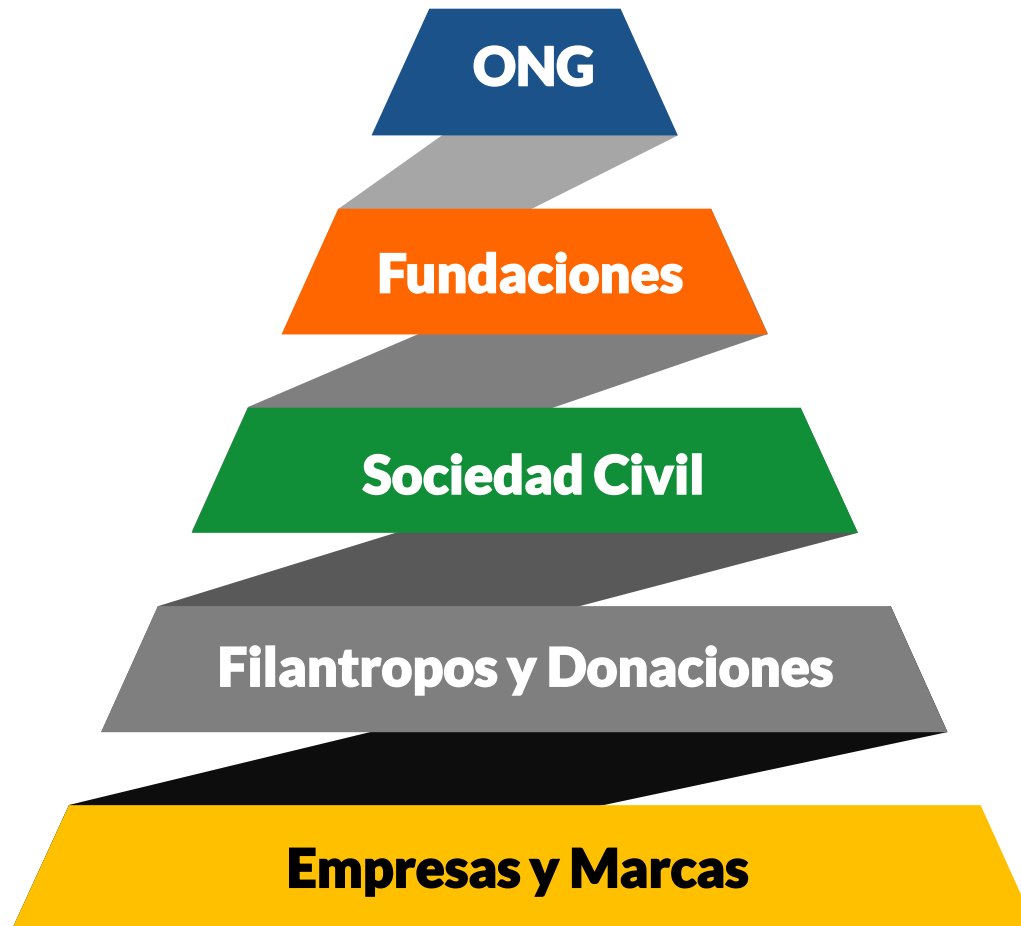 ONG
Fundaciones
Sociedad Civil
Filantropos y Donaciones
Empresas y Marcas